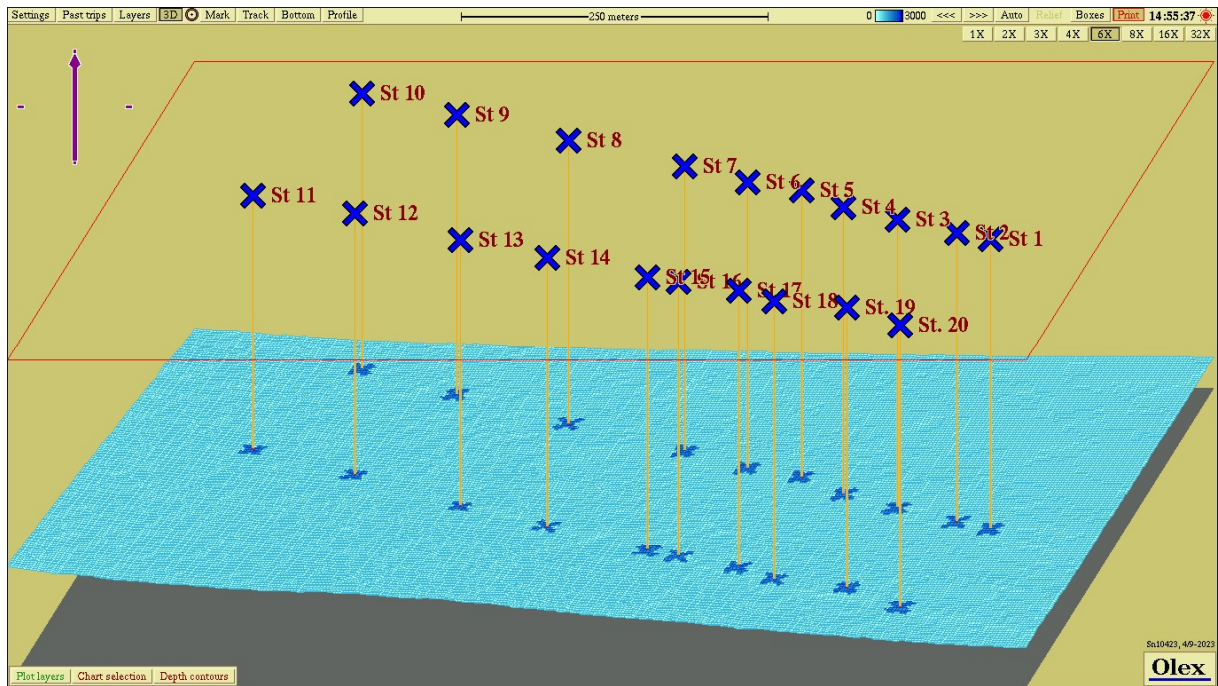 Settings Past trips Layers 3D Mark Track Bottom Profile 250 meters 0 3000 <<< >>> Auto Relief Boxes Print 14:55:37
1X 2X 3X 4X 6X 8X 16X 32X
St 10
St 9
St 8
St 7
St 6
St 5
St 4
St 3
St 2
St 1
St 11
St 12
St 13
St 14
St 15
St 16
St 17
St 18
St. 19
St. 20
Sn10423, 4/9-2023
Olex
Plot layers Chart selection Depth contours